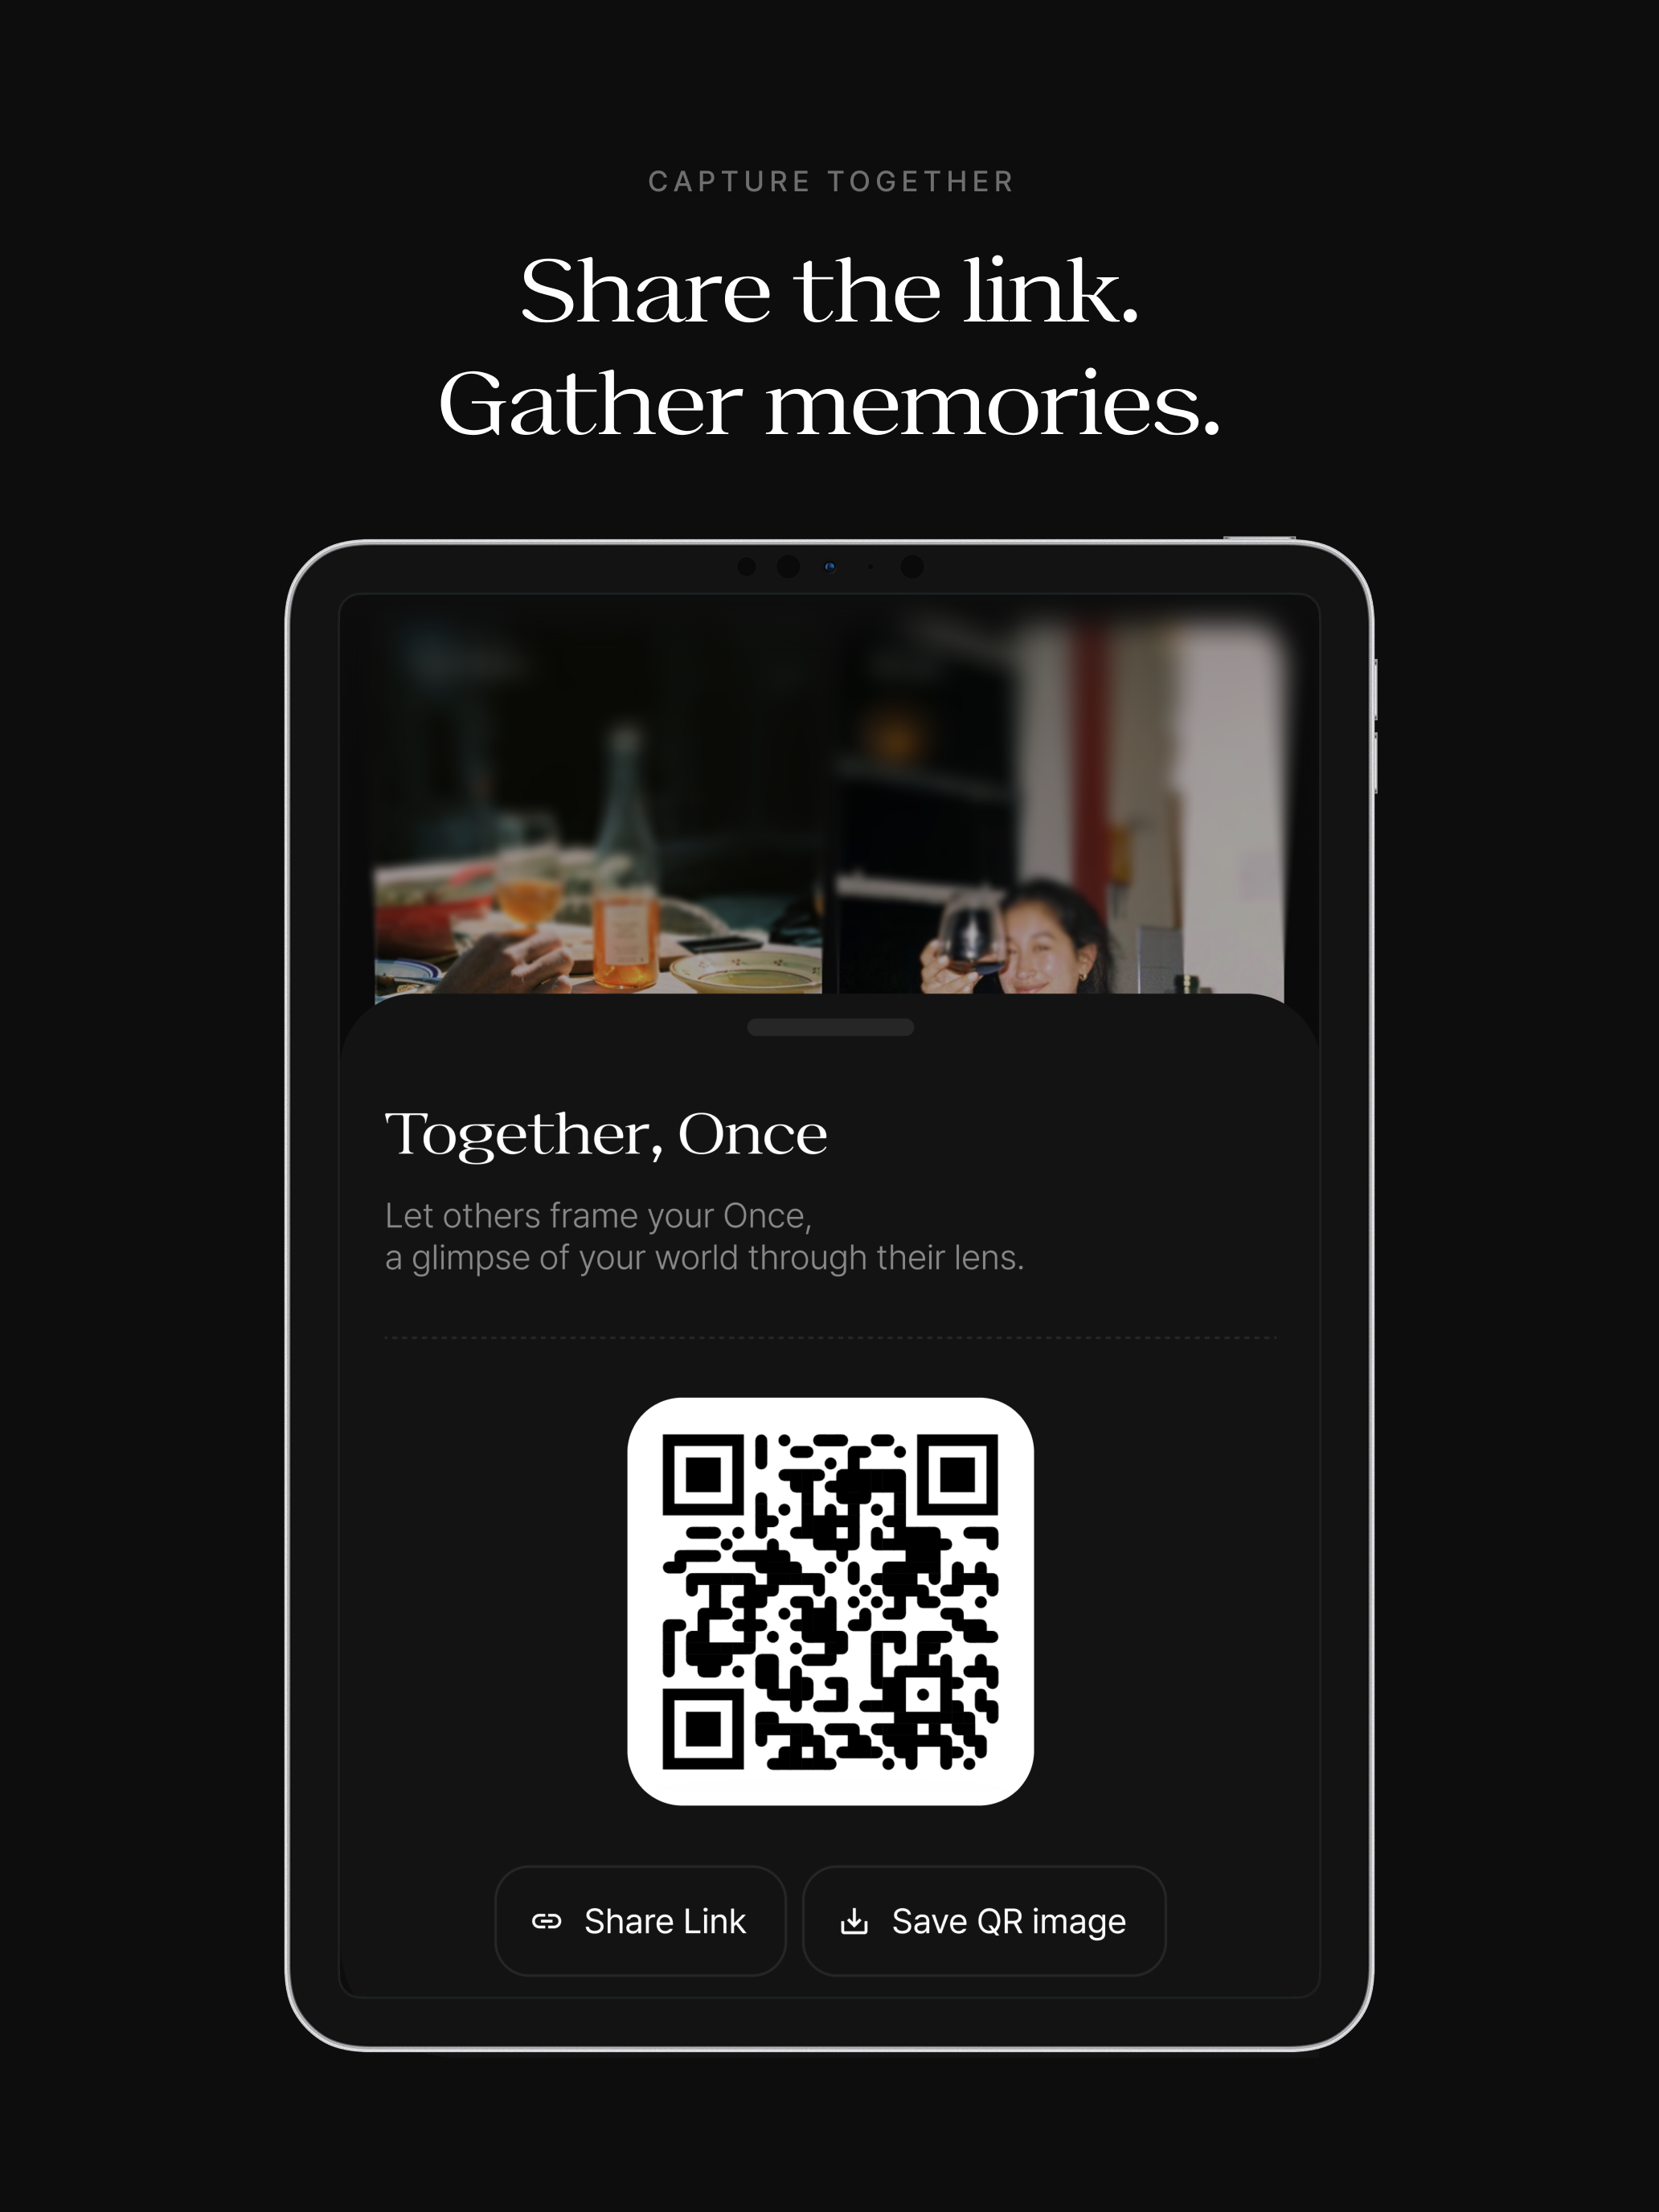 CAPTURE TOGETHER
Share the link.
Gather memories.
Together, Once
Let others frame your Once,
a glimpse of your world through their lens.
Share Link
Save QR image